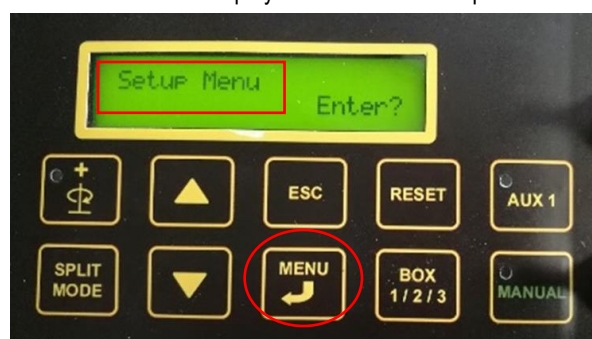 Setup Menu
Enter?
+
ESC
RESET
AUX 1
SPLIT
MODE
MENU
BOX
1/2/3
MANUAL